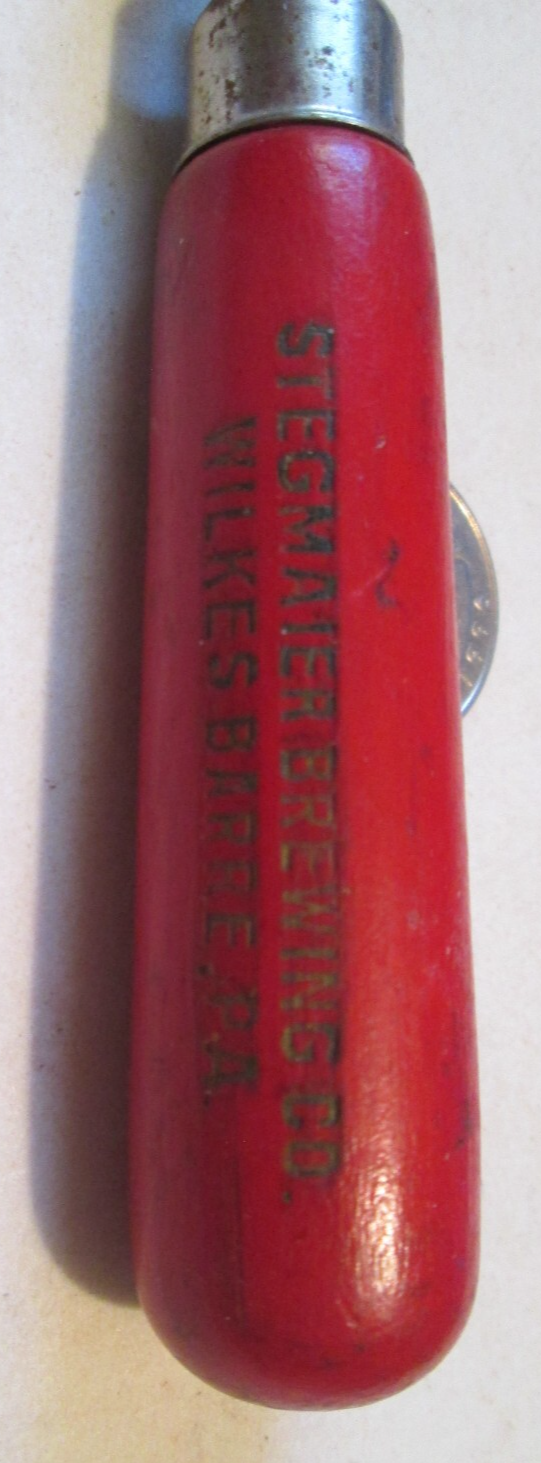 STEGMAIER BREWING CO.
WILKES BARRE, PA.